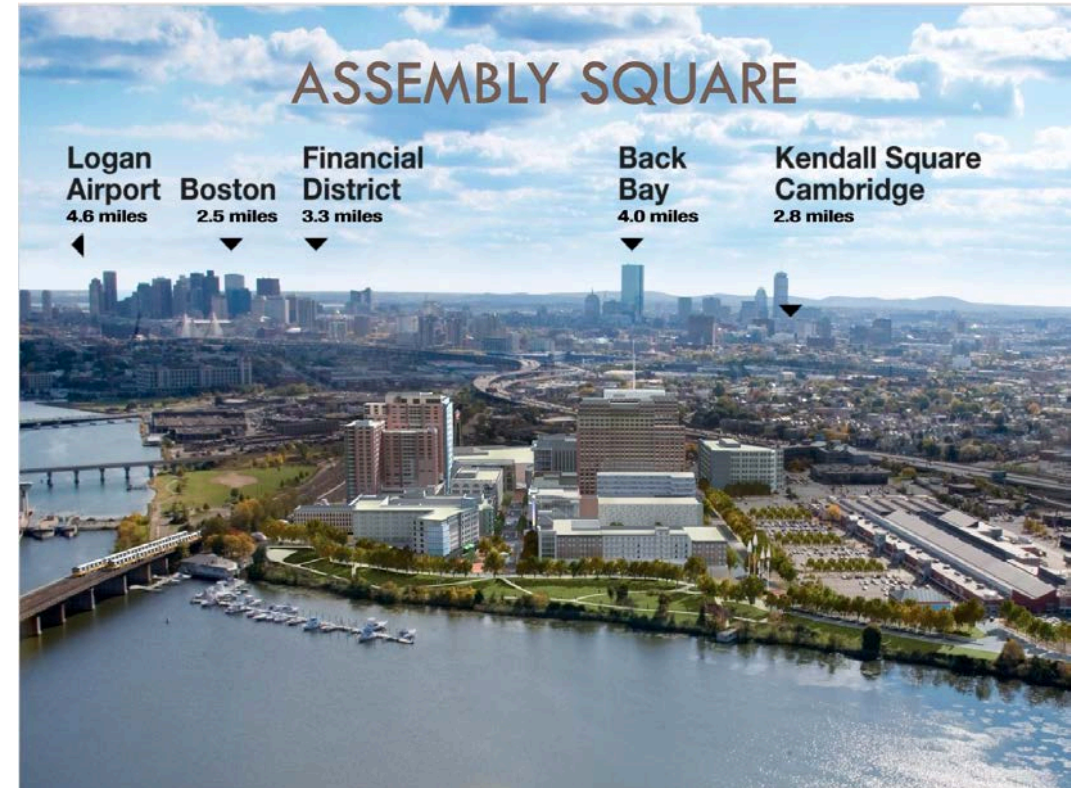 ASSEMBLY SQUARE
Logan
Airport
4.6 miles
Boston
2.5 miles
Financial
District
3.3 miles
Back
Bay
4.0 miles
Kendall Square
Cambridge
2.8 miles